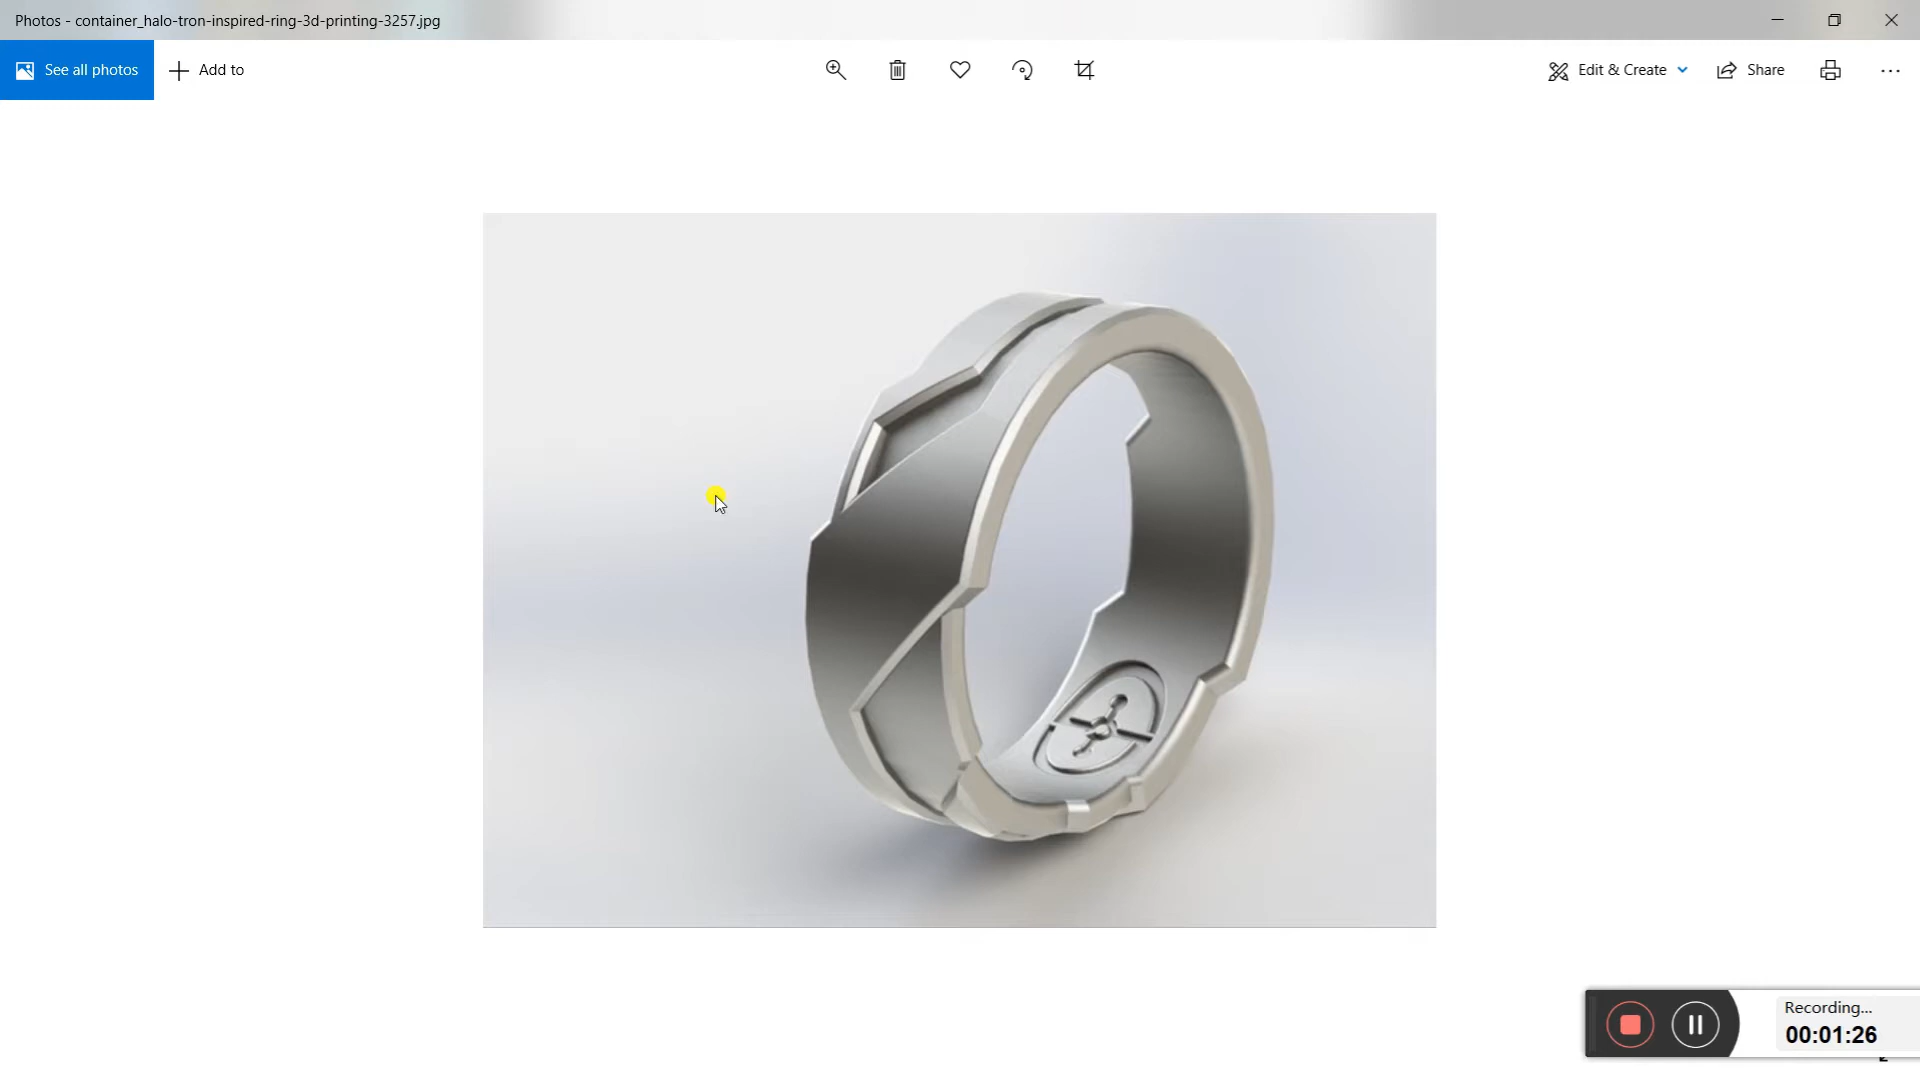 Photos - container_halo-tron-inspired-ring-3d-printing-3257.jpg
See all photos
Add to
Edit & Create
Share
Recording...
00:01:26